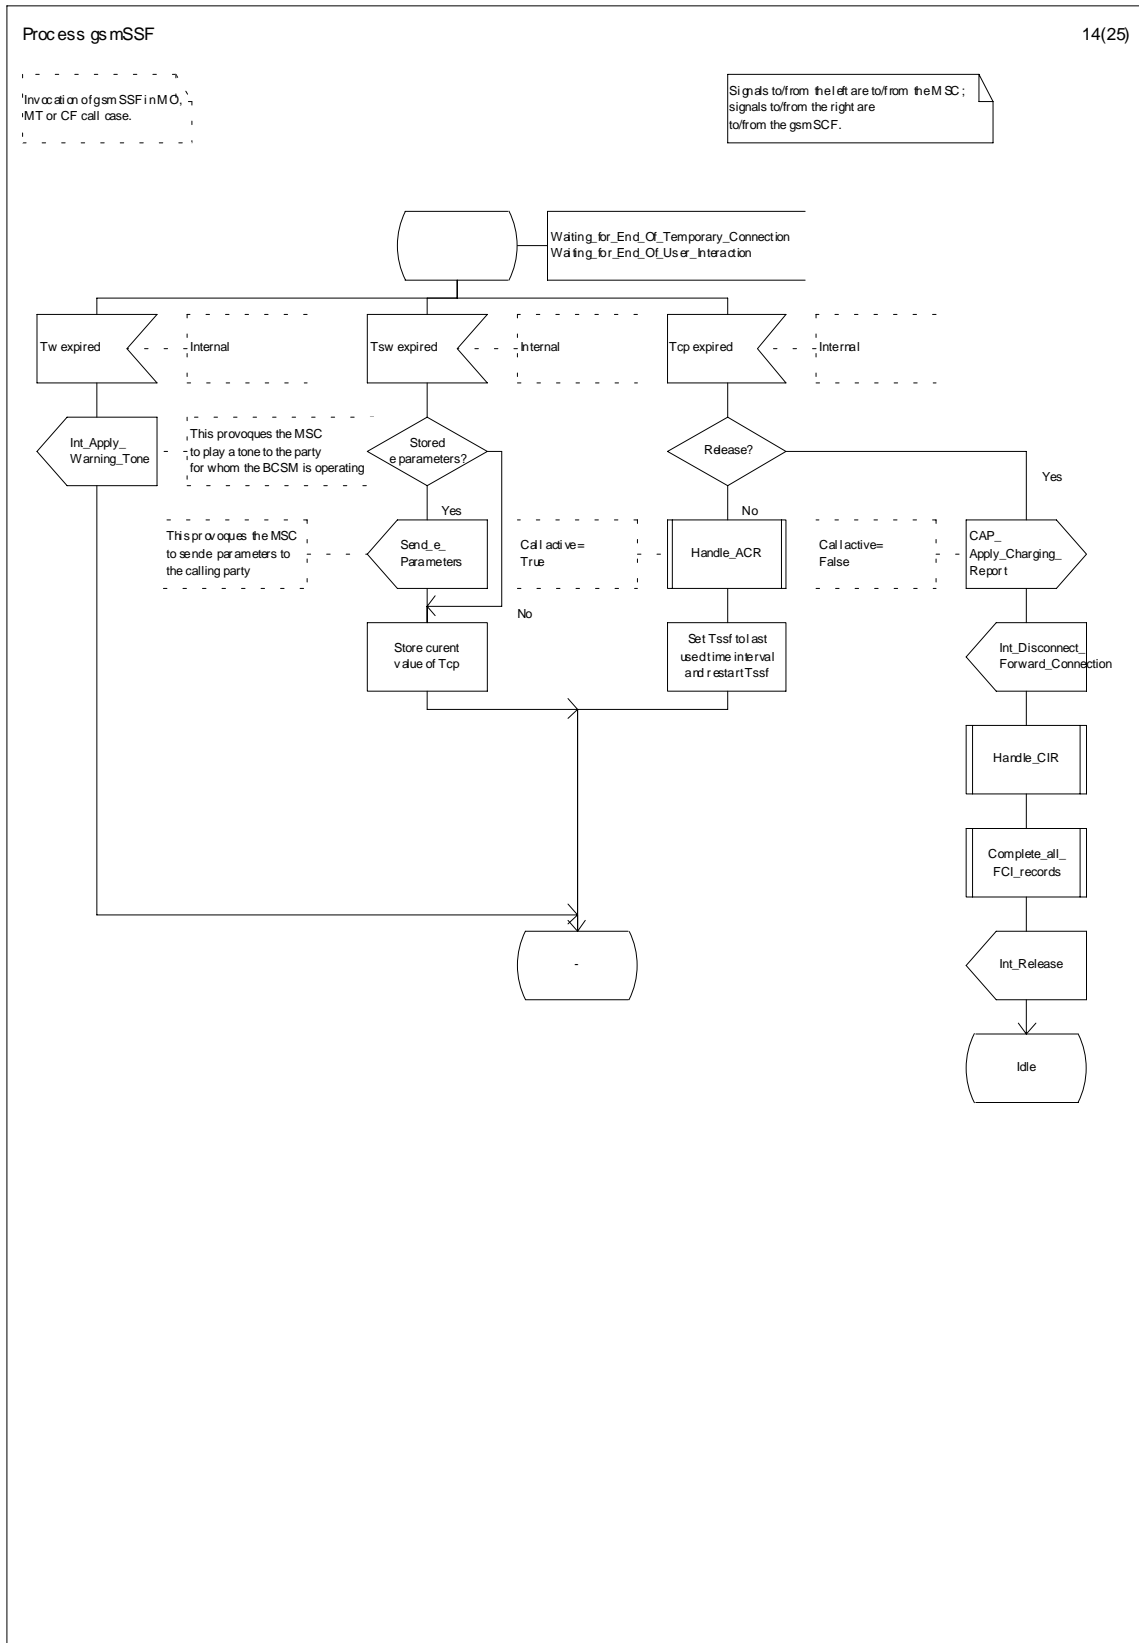 Process gsmSSF
14(25)
Invocation of gsmSSF in MO,
MT or CF call case.
Signals to/from the left are to/from the MSC;
signals to/from the right are
to/from the gsmSCF.
Waiting_for_End_Of_Temporary_Connection
Waiting_for_End_Of_User_Interaction
Tw expired
Internal
Tsw expired
Internal
Tcp expired
Internal
Int_Apply_
Warning_Tone
This provoques the MSC
to play a tone to the party
for whom the BCSM is operating
Stored
e parameters?
Release?
Yes
Yes
No
This provoques the MSC
to send e parameters to
the calling party
Send_e_
Parameters
Call active=
True
Handle_ACR
Call active=
False
CAP_
Apply_Charging_
Report
No
Store curent
value of Tcp
Set Tssf to last
used time interval
and restart Tssf
Int_Disconnect_
Forward_Connection
Handle_CIR
Complete_all_
FCI_records
-
Int_Release
Idle